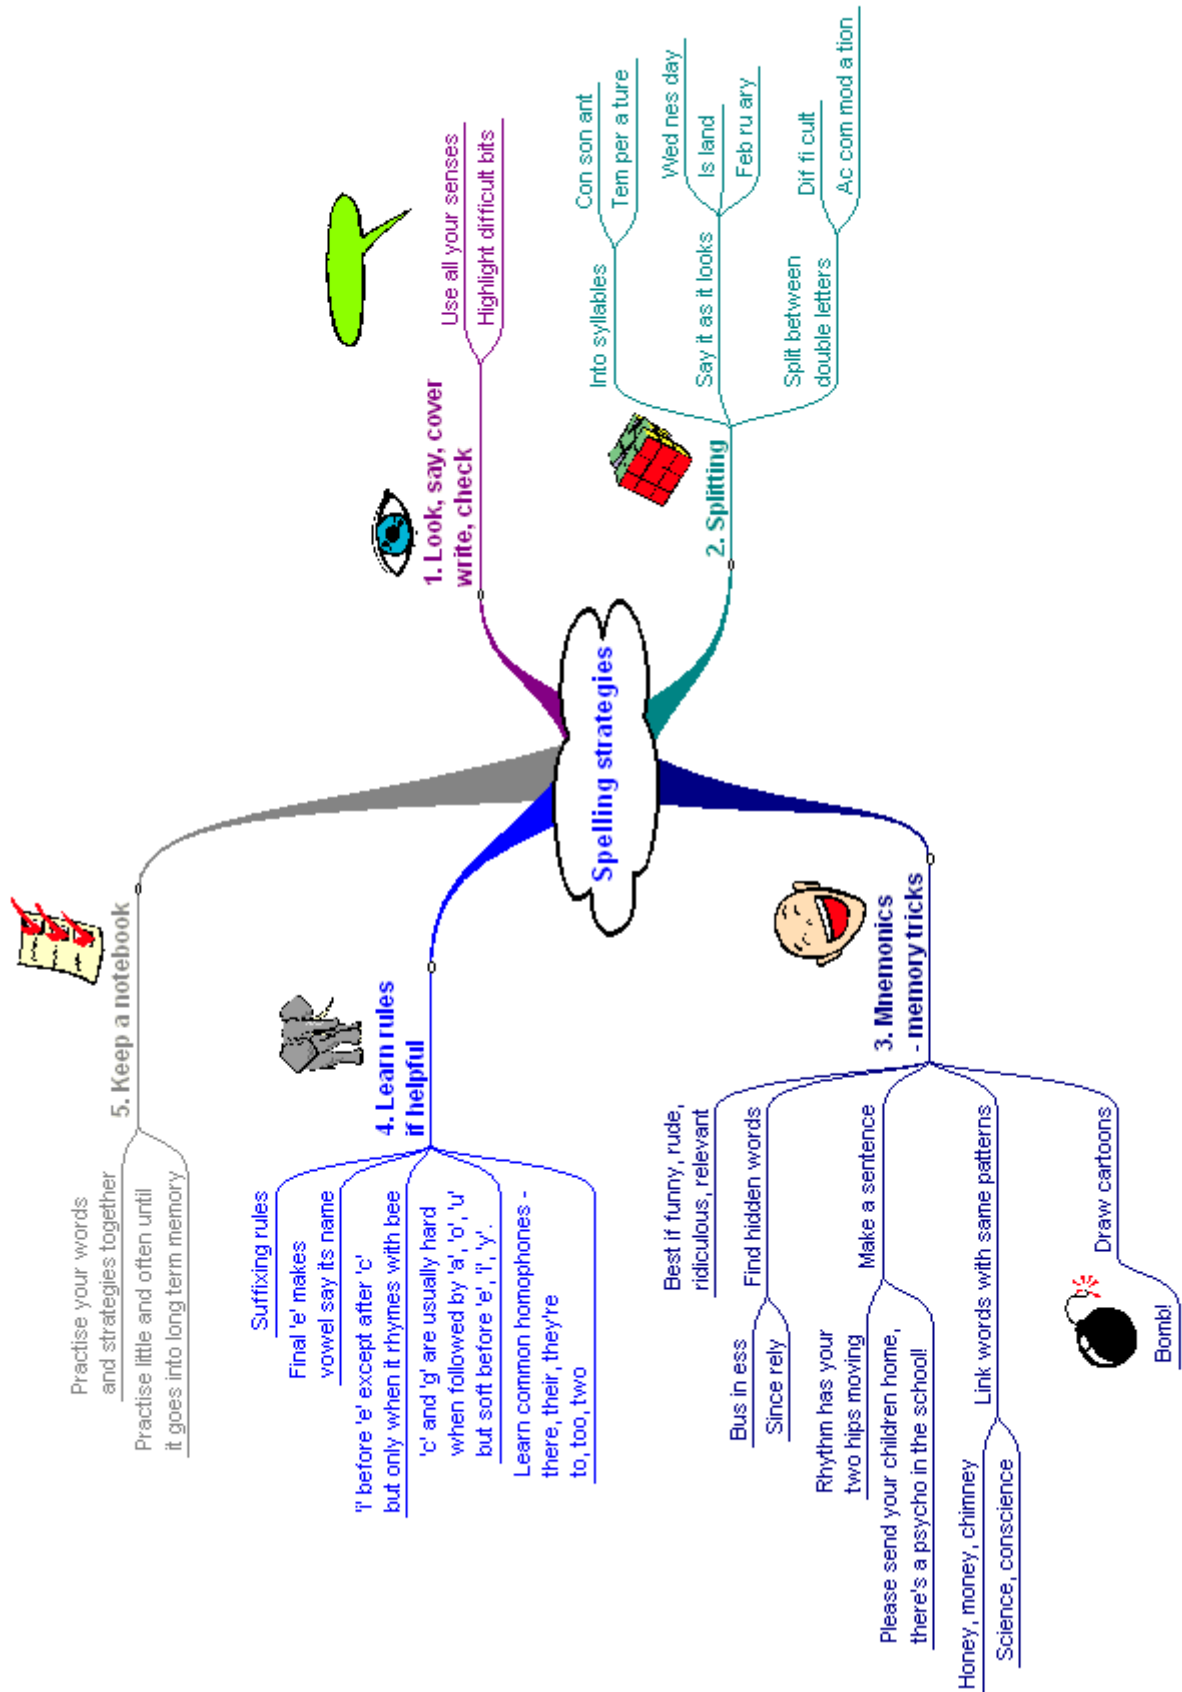 Spelling strategies
1. Look, say, cover
write, check
Use all your senses
Highlight difficult bits
2. Splitting
Into syllables
Con son ant
Tem per a ture
Say it as it looks
Wed nes day
Is land
Feb ru ary
Split between
double letters
Dif fi cult
Ac com mod a tion
3. Mnemonics
- memory tricks
Best if funny, rude,
ridiculous, relevant
Find hidden words
Bus in ess
Since rely
Make a sentence
Rhythm has your
two hips moving
Please send your children home,
there's a psycho in the school!
Link words with same patterns
Honey, money, chimney
Science, conscience
Draw cartoons
Bomb!
4. Learn rules
if helpful
Suffixing rules
Final 'e' makes
vowel say its name
'i' before 'e' except after 'c'
but only when it rhymes with bee
'c' and 'g' are usually hard
when followed by 'a', 'o', 'u'
but soft before 'e', 'i', 'y'.
Learn common homophones -
there, their, they're
to, too, two
5. Keep a notebook
Practise your words
and strategies together
Practise little and often until
it goes into long term memory